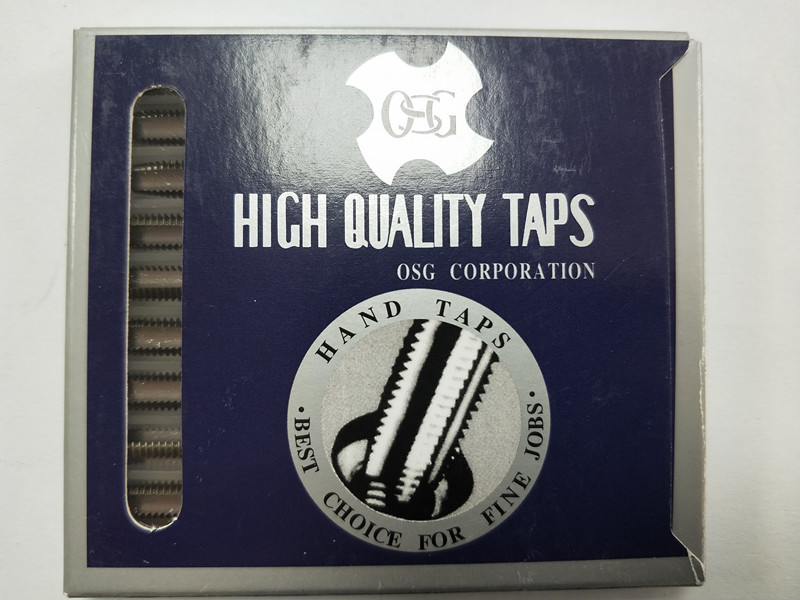 OSG
HIGH QUALITY TAPS
OSG CORPORATION
HAND TAPS
• BEST CHOICE FOR FINE JOBS •